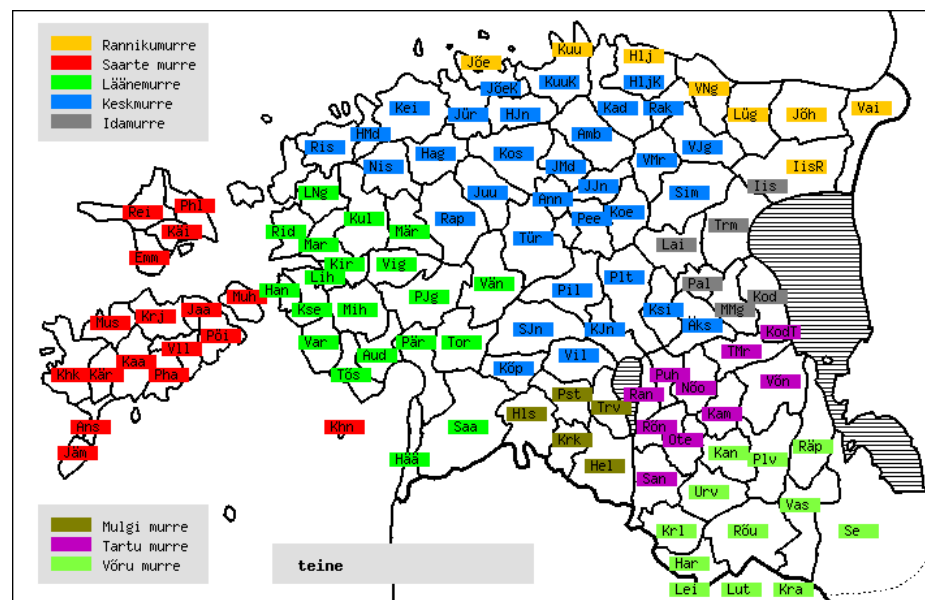 Rannikumurre
Saarte murre
Läänemurre
Keskmurre
Idamurre
Kuu
Hlj
Jõe
KuuK
HljK
JõeK
VNg
Kei
Jür
HJn
Kad
Rak
Lüg
Jõh
Vai
HMd
Amb
Ris
Hag
Kos
VMr
VJg
Nis
JMd
IisR
LNg
Juu
Ann
JJn
Sim
Iis
Rei
Phl
Kul
Rap
Pee
Koe
Käl
Rid
Mar
Mär
Tür
Lai
Trm
Emm
Kir
Vig
Lih
Plt
Pal
Muh
Han
PJg
Vän
Pil
Kod
Mus
Krj
Jaa
Kse
Mih
Ksi
MMg
Pöi
SJn
KJn
Äks
KodT
Vll
Var
Aud
Pär
Tor
TMr
Kaa
Vil
Khk
Kär
Pha
Tõs
Köp
Puh
Nõo
Võn
Pst
Ran
Hls
Trv
Kam
Ans
Khn
Saa
Rõn
Krk
Ote
Jäm
Hää
Kan
Plv
Räp
Hel
San
Urv
Vas
Mulgi murre
Tartu murre
Võru murre
Krl
Rõu
Se
teine
Har
Lei
Lut
Kra